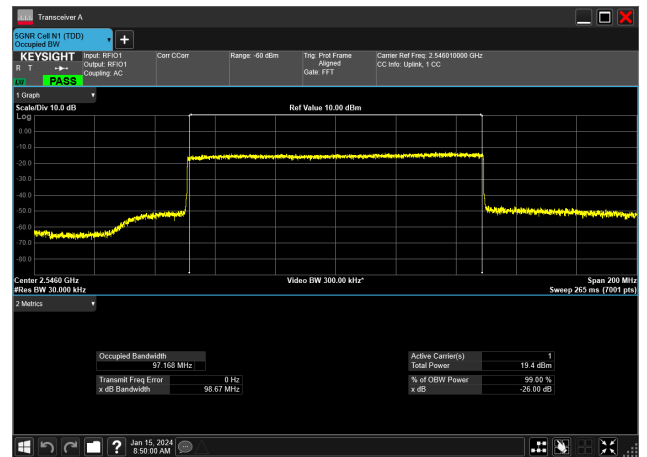 Transceiver A
5GNR Cell N1 (TDD)
Occupied BW
KEYSIGHT
R T
LW
PASS
Input: RFIO1
Output: RFIO1
Coupling: AC
Corr CCorr
Range: -60 dBm
Trig: Prot Frame
Aligned
Gate: FFT
Carrier Ref Freq: 2.546010000 GHz
CC Info: Uplink, 1 CC
1 Graph
Scale/Div 10.0 dB
Ref Value 10.00 dBm
Log
0.00
-10.0
-20.0
-30.0
-40.0
-50.0
-60.0
-70.0
-80.0
Center 2.5460 GHz
Video BW 300.00 kHz*
Span 200 MHz
#Res BW 30.000 kHz
Sweep 265 ms (7001 pts)
2 Metrics
Occupied Bandwidth
97.168 MHz
Active Carrier(s) 1
Total Power 19.4 dBm
Transmit Freq Error 0 Hz
x dB Bandwidth 98.67 MHz
% of OBW Power 99.00 %
x dB -26.00 dB
Jan 15, 2024
8:50:00 AM